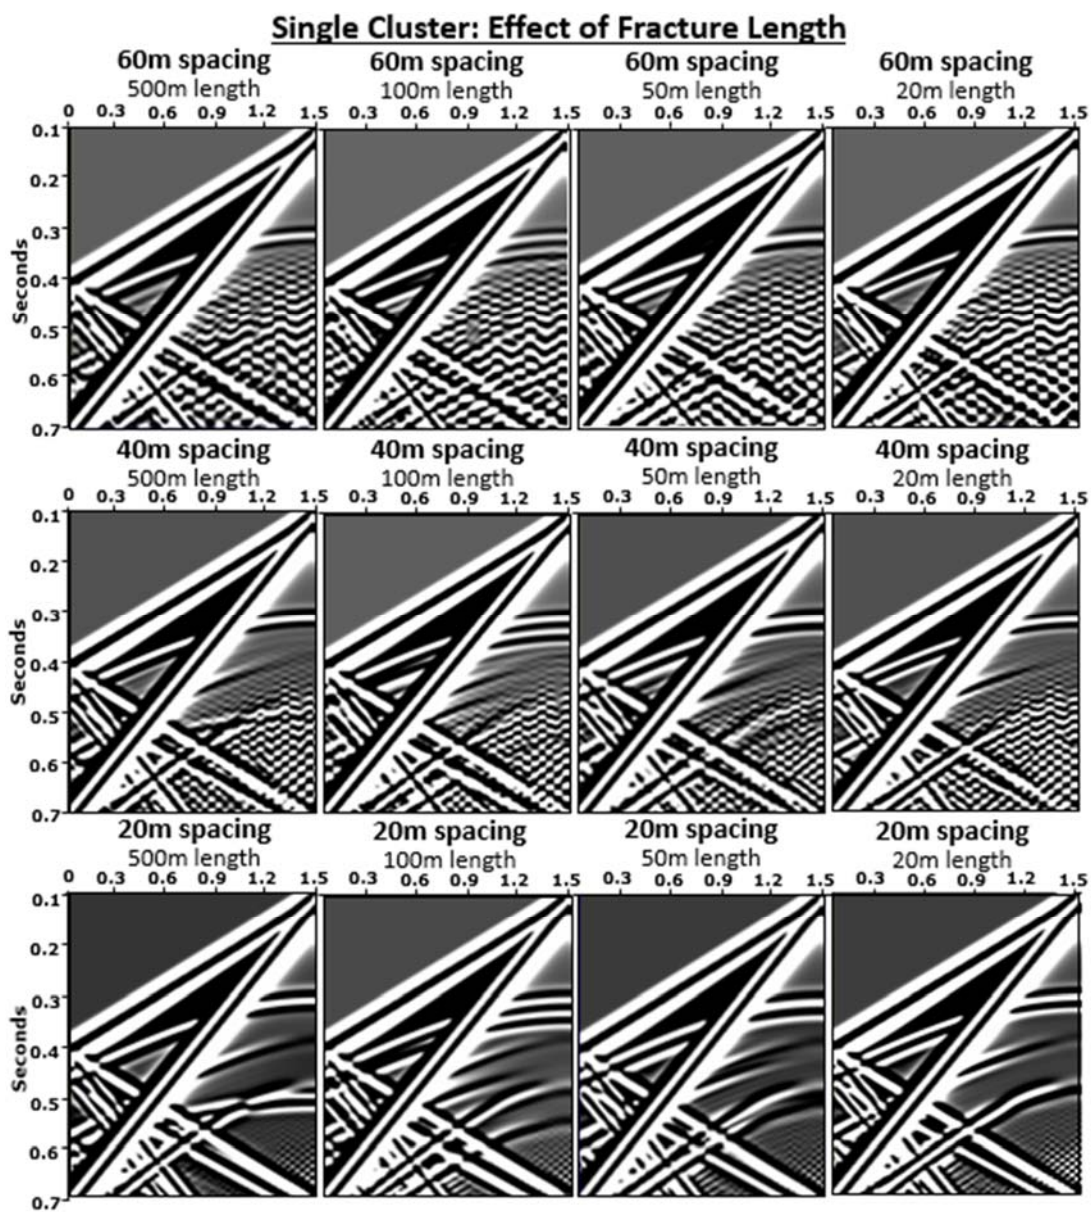 Single Cluster: Effect of Fracture Length
60m spacing 60m spacing 60m spacing 60m spacing
500m length 100m length 50m length 20m length
0 0.3 0.6 0.9 1.2 1.5 0.3 0.6 0.9 1.2 1.5 0.3 0.6 0.9 1.2 1.5 0.3 0.6 0.9 1.2 1.5
0.1
0.2
0.3
0.4
0.5
0.6
0.7
Seconds
40m spacing 40m spacing 40m spacing 40m spacing
500m length 100m length 50m length 20m length
0 0.3 0.6 0.9 1.2 1.5 0.3 0.6 0.9 1.2 1.5 0.3 0.6 0.9 1.2 1.5 0.3 0.6 0.9 1.2 1.5
0.1
0.2
0.3
0.4
0.5
0.6
0.7
Seconds
20m spacing 20m spacing 20m spacing 20m spacing
500m length 100m length 50m length 20m length
0 0.3 0.6 0.9 1.2 1.5 0.3 0.6 0.9 1.2 1.5 0.3 0.6 0.9 1.2 1.5 0.3 0.6 0.9 1.2 1.5
0.1
0.2
0.3
0.4
0.5
0.6
0.7
Seconds